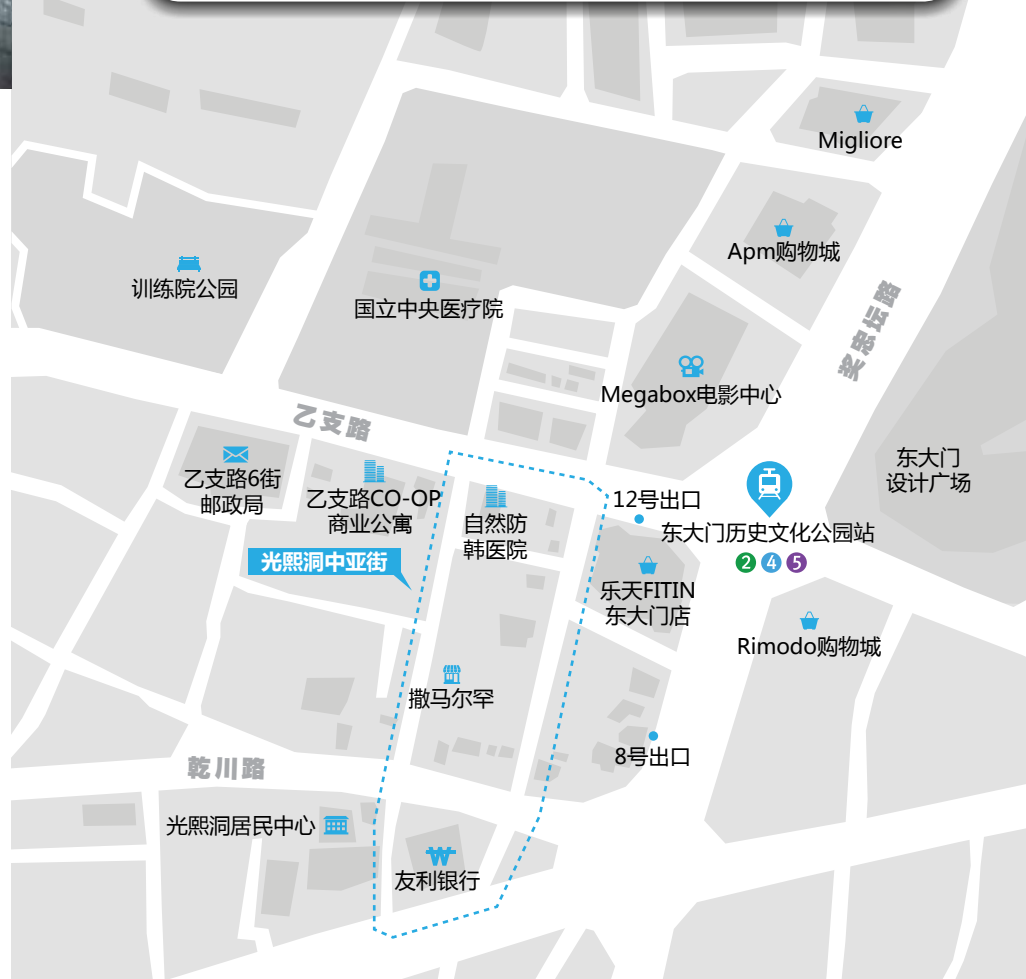 Migliore
Apm购物城
训练院公园
国立中央医疗院
奖忠坛路
Megabox电影中心
乙支路
东大门
设计广场
乙支路6街
邮政局
乙支路CO-OP
商业公寓
自然防
韩医院
12号出口
东大门历史文化公园站
2 4 5
光熙洞中亚街
乐天FITIN
东大门店
Rimodo购物城
撒马尔罕
8号出口
乾川路
光熙洞居民中心
友利银行